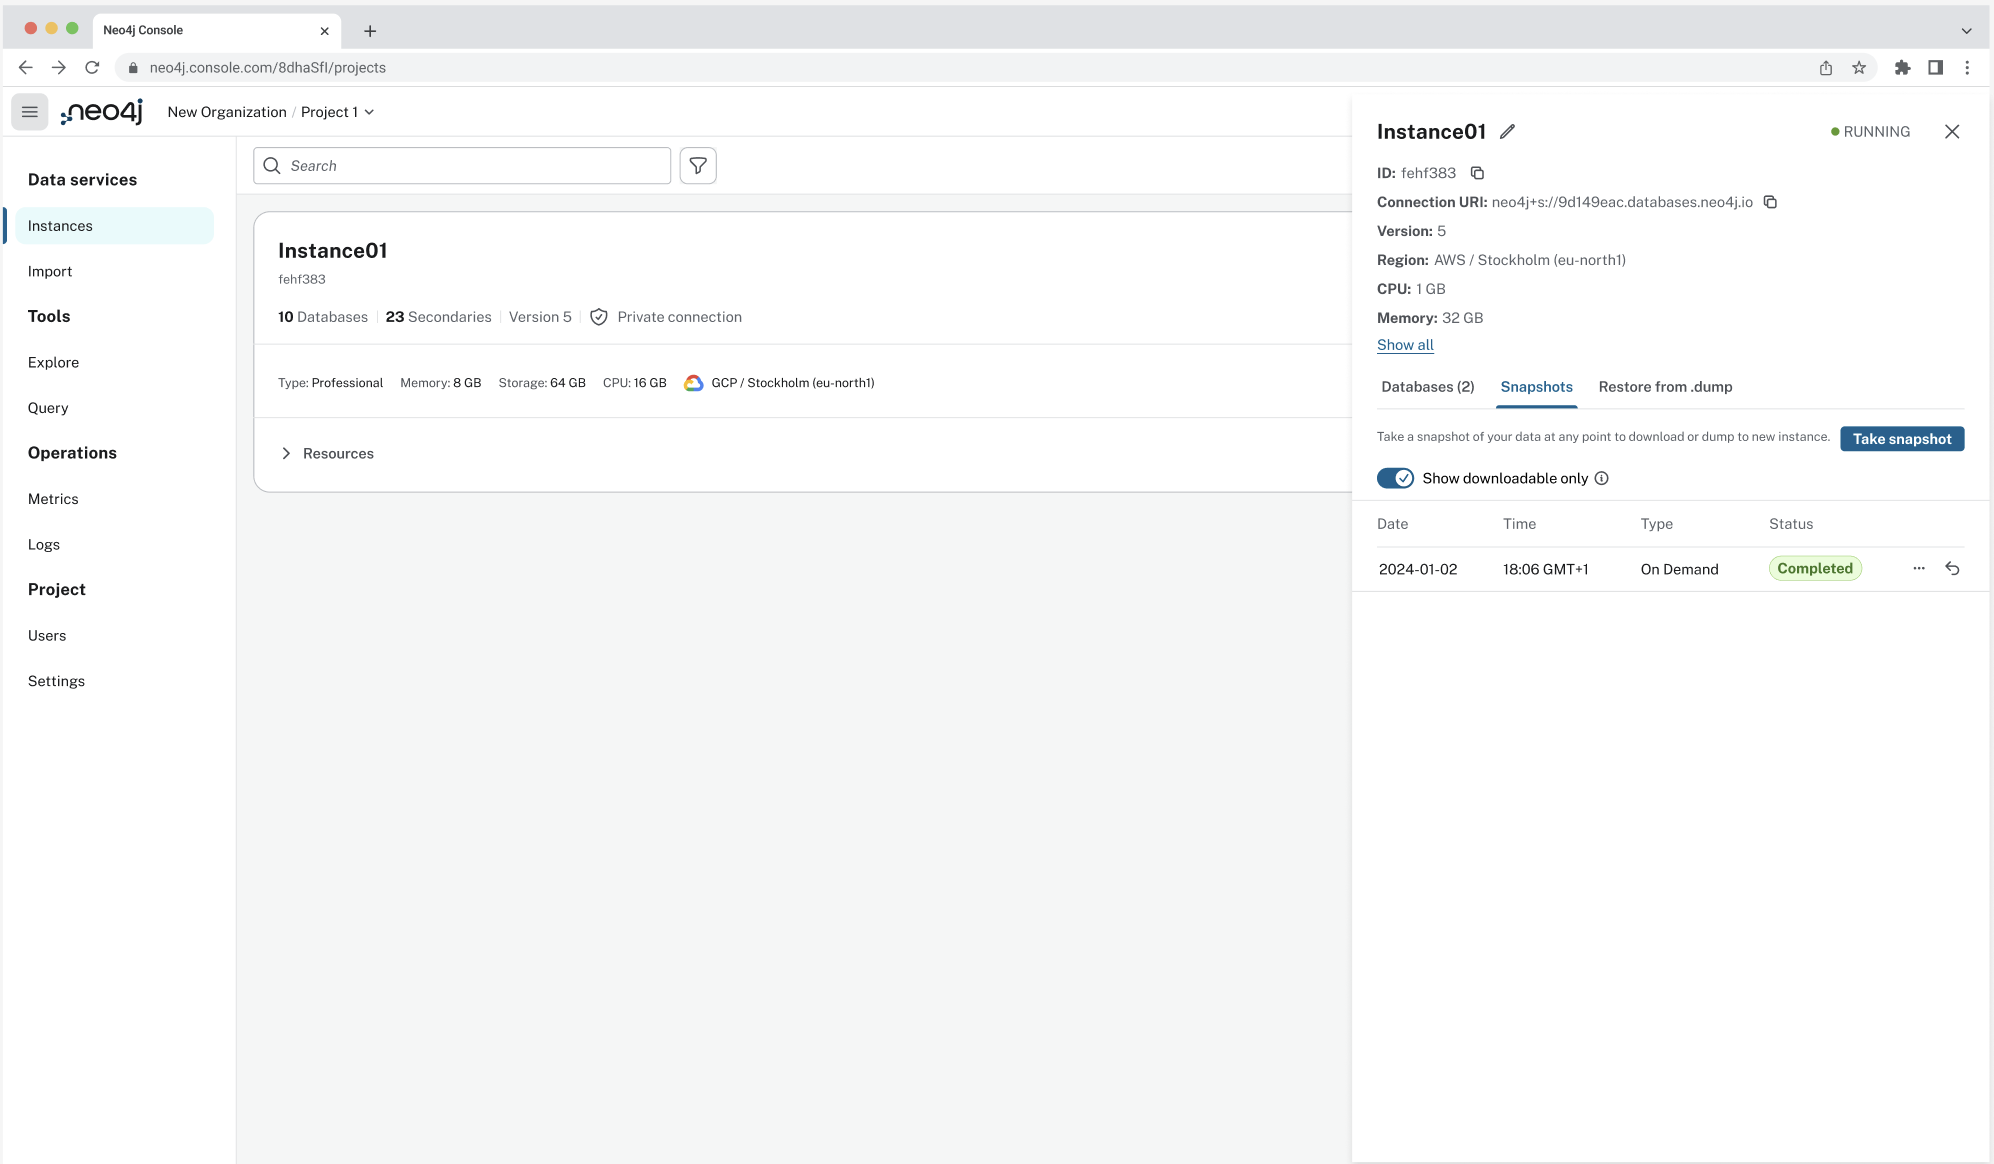 Neo4j Console
neo4j.console.com/8dhaSfI/projects
neo4j
New Organization / Project 1
Data services
Instances
Import
Tools
Explore
Query
Operations
Metrics
Logs
Project
Users
Settings
Search
Instance01
fehf383
10 Databases 23 Secondaries Version 5 Private connection
Type: Professional Memory: 8 GB Storage: 64 GB CPU: 16 GB GCP / Stockholm (eu-north1)
Resources
Instance01 RUNNING
ID: fehf383
Connection URI: neo4j+s://9d149eac.databases.neo4j.io
Version: 5
Region: AWS / Stockholm (eu-north1)
CPU: 1 GB
Memory: 32 GB
Show all
Databases (2) Snapshots Restore from .dump
Take a snapshot of your data at any point to download or dump to new instance. Take snapshot
Show downloadable only
Date Time Type Status
2024-01-02 18:06 GMT+1 On Demand Completed